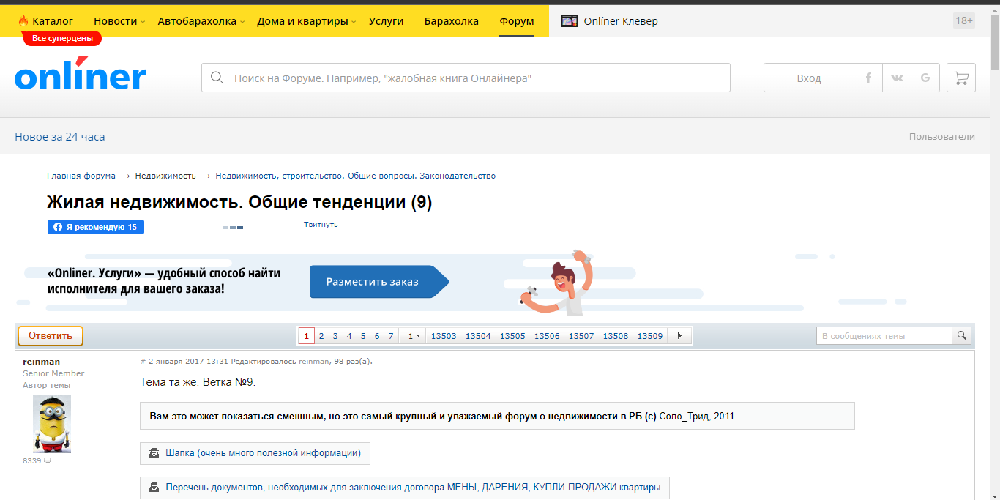 Каталог Новости Автобарахолка Дома и квартиры Услуги Барахолка Форум Onlíner Клевер 18+
Все суперцены
onlíner
Поиск на Форуме. Например, "жалобная книга Онлайнера"
Вход
Новое за 24 часа
Пользователи
Главная форума → Недвижимость → Недвижимость, строительство. Общие вопросы. Законодательство
Жилая недвижимость. Общие тенденции (9)
Я рекомендую 15
Твитнуть
«Onliner. Услуги» — удобный способ найти
исполнителя для вашего заказа!
Разместить заказ
Ответить
1 2 3 4 5 6 7 1 13503 13504 13505 13506 13507 13508 13509
В сообщениях темы
reinman
Senior Member
Автор темы
8339
# 2 января 2017 13:31 Редактировалось reinman, 98 раз(а).
Тема та же. Ветка №9.
Вам это может показаться смешным, но это самый крупный и уважаемый форум о недвижимости в РБ (с) Соло_Трид, 2011
Шапка (очень много полезной информации)
Перечень документов, необходимых для заключения договора МЕНЫ, ДАРЕНИЯ, КУПЛИ-ПРОДАЖИ квартиры